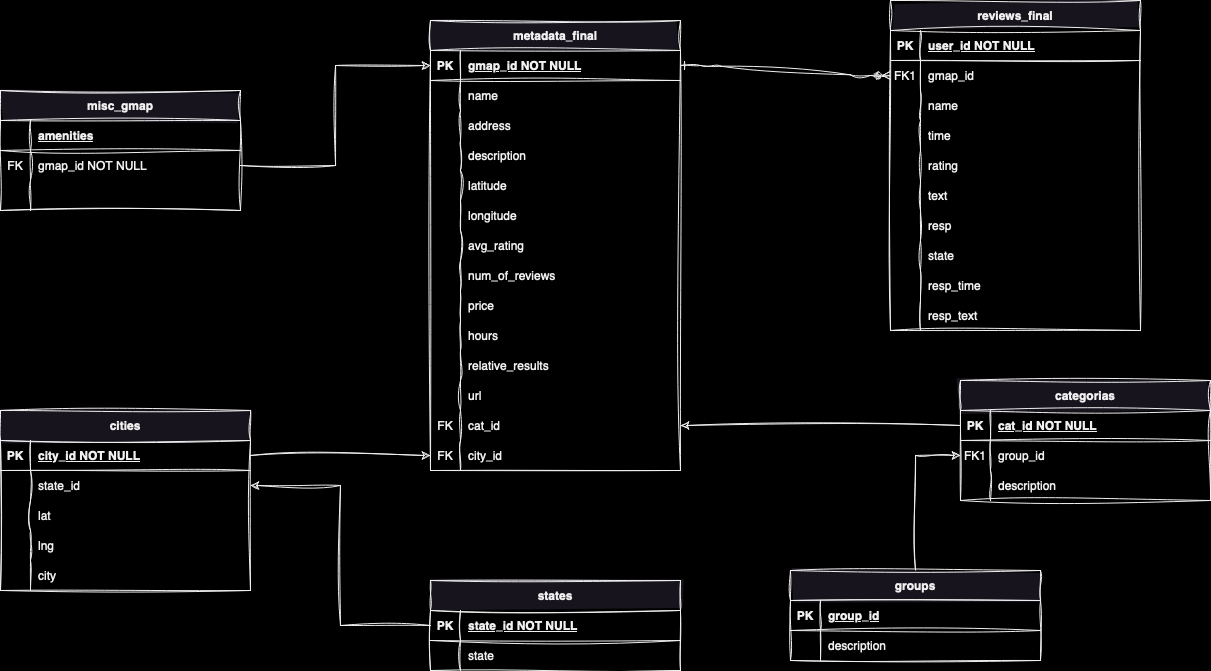 misc_gmap
amenities
FK gmap_id NOT NULL
metadata_final
PK gmap_id NOT NULL
name
address
description
latitude
longitude
avg_rating
num_of_reviews
price
hours
relative_results
url
FK cat_id
FK city_id
reviews_final
PK user_id NOT NULL
FK1 gmap_id
name
time
rating
text
resp
state
resp_time
resp_text
cities
PK city_id NOT NULL
state_id
lat
lng
city
categorias
PK cat_id NOT NULL
FK1 group_id
description
states
PK state_id NOT NULL
state
groups
PK group_id
description